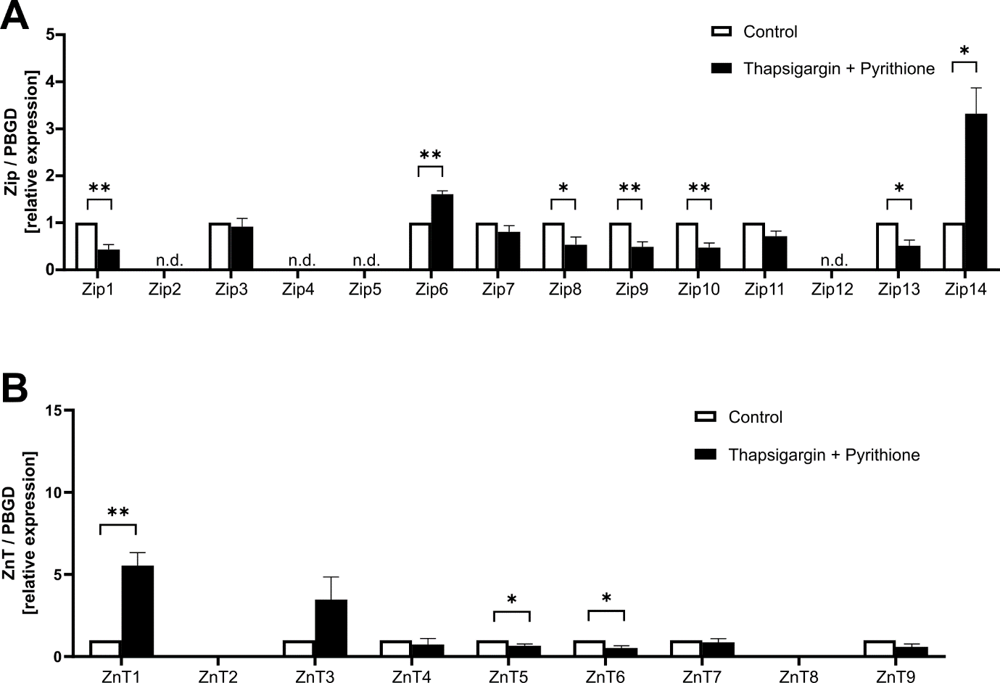 A
Zip / PBGD
[relative expression]
5
4
3
2
1
0
Control
Thapsigargin + Pyrithione
**
**
*
**
**
*
*
n.d.
n.d.
n.d.
n.d.
Zip1 Zip2 Zip3 Zip4 Zip5 Zip6 Zip7 Zip8 Zip9 Zip10 Zip11 Zip12 Zip13 Zip14
B
ZnT / PBGD
[relative expression]
15
10
5
0
Control
Thapsigargin + Pyrithione
**
*
*
ZnT1 ZnT2 ZnT3 ZnT4 ZnT5 ZnT6 ZnT7 ZnT8 ZnT9